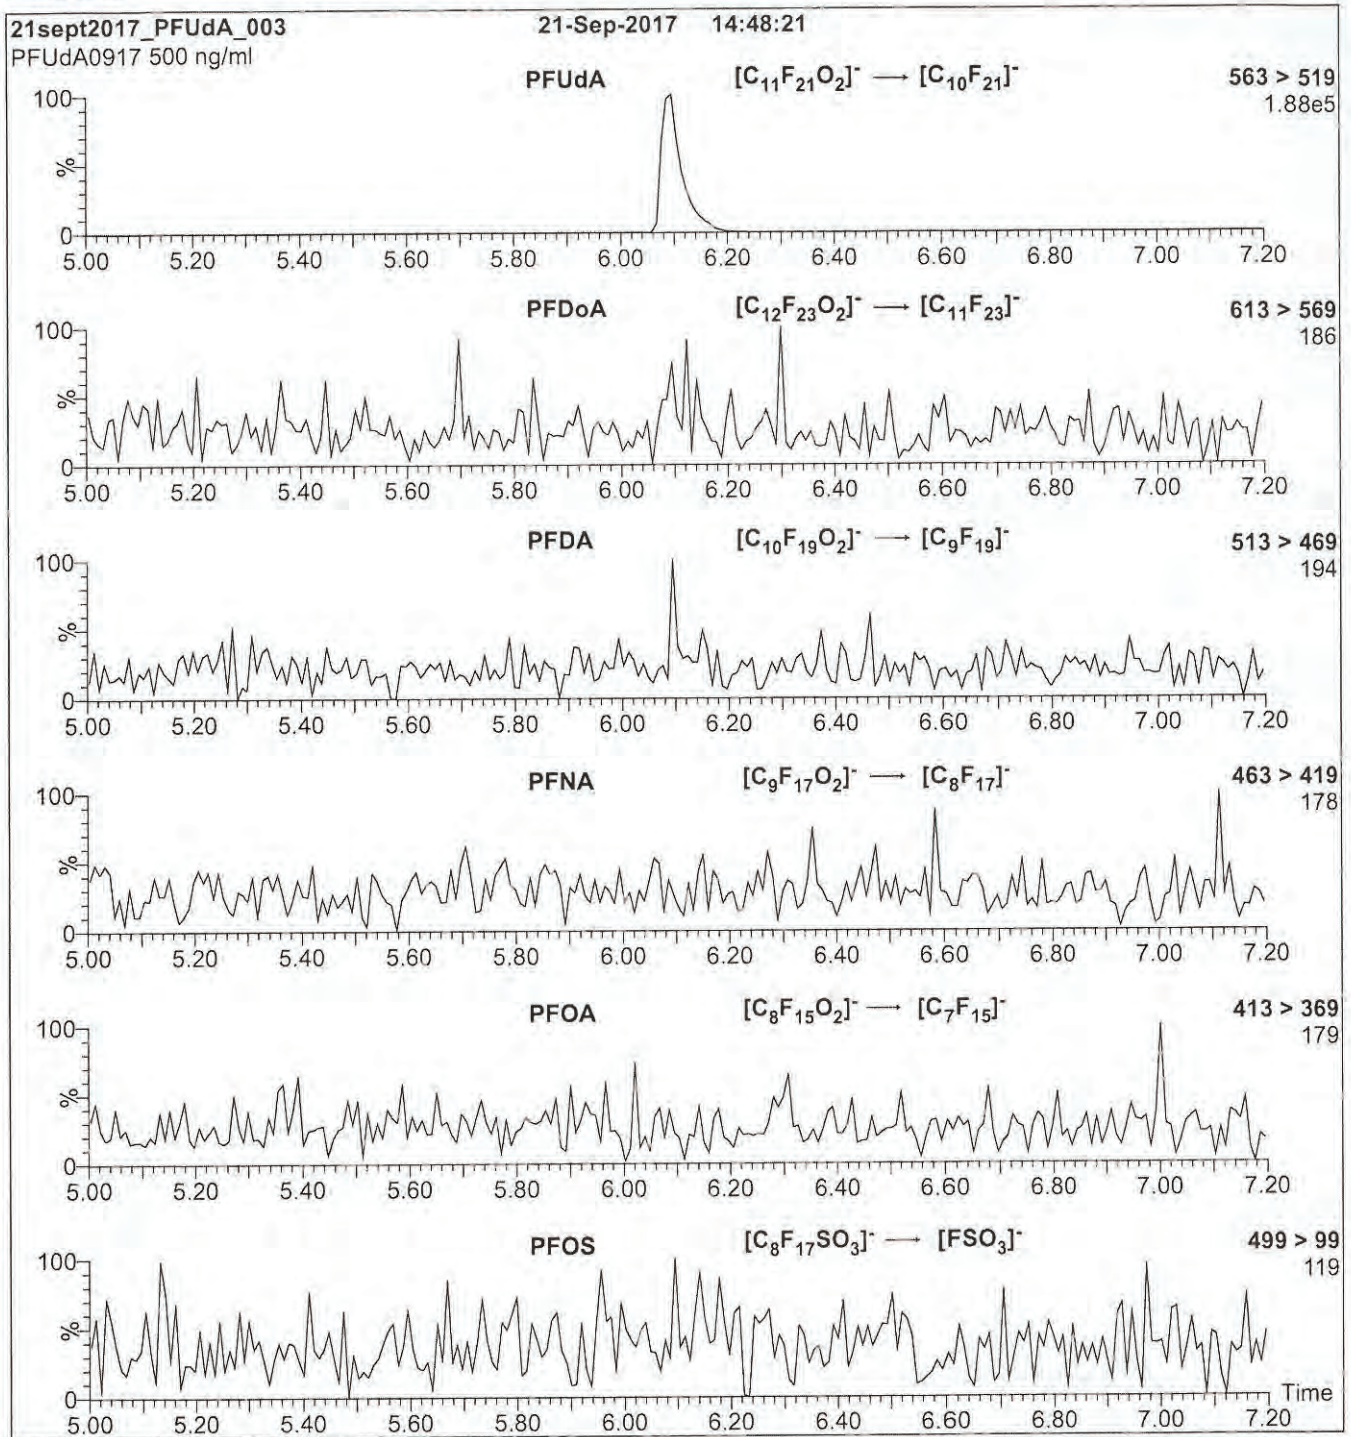 21sept2017_PFUdA_003 21-Sep-2017 14:48:21
PFUdA0917 500 ng/ml
PFUdA [C₁₁F₂₁O₂]⁻ → [C₁₀F₂₁]⁻ 563 > 519
1.88e5
100
%
0
5.00 5.20 5.40 5.60 5.80 6.00 6.20 6.40 6.60 6.80 7.00 7.20
PFDoA [C₁₂F₂₃O₂]⁻ → [C₁₁F₂₃]⁻ 613 > 569
186
100
%
0
5.00 5.20 5.40 5.60 5.80 6.00 6.20 6.40 6.60 6.80 7.00 7.20
PFDA [C₁₀F₁₉O₂]⁻ → [C₉F₁₉]⁻ 513 > 469
194
100
%
0
5.00 5.20 5.40 5.60 5.80 6.00 6.20 6.40 6.60 6.80 7.00 7.20
PFNA [C₉F₁₇O₂]⁻ → [C₈F₁₇]⁻ 463 > 419
178
100
%
0
5.00 5.20 5.40 5.60 5.80 6.00 6.20 6.40 6.60 6.80 7.00 7.20
PFOA [C₈F₁₅O₂]⁻ → [C₇F₁₅]⁻ 413 > 369
179
100
%
0
5.00 5.20 5.40 5.60 5.80 6.00 6.20 6.40 6.60 6.80 7.00 7.20
PFOS [C₈F₁₇SO₃]⁻ → [FSO₃]⁻ 499 > 99
119
100
%
0
Time
5.00 5.20 5.40 5.60 5.80 6.00 6.20 6.40 6.60 6.80 7.00 7.20